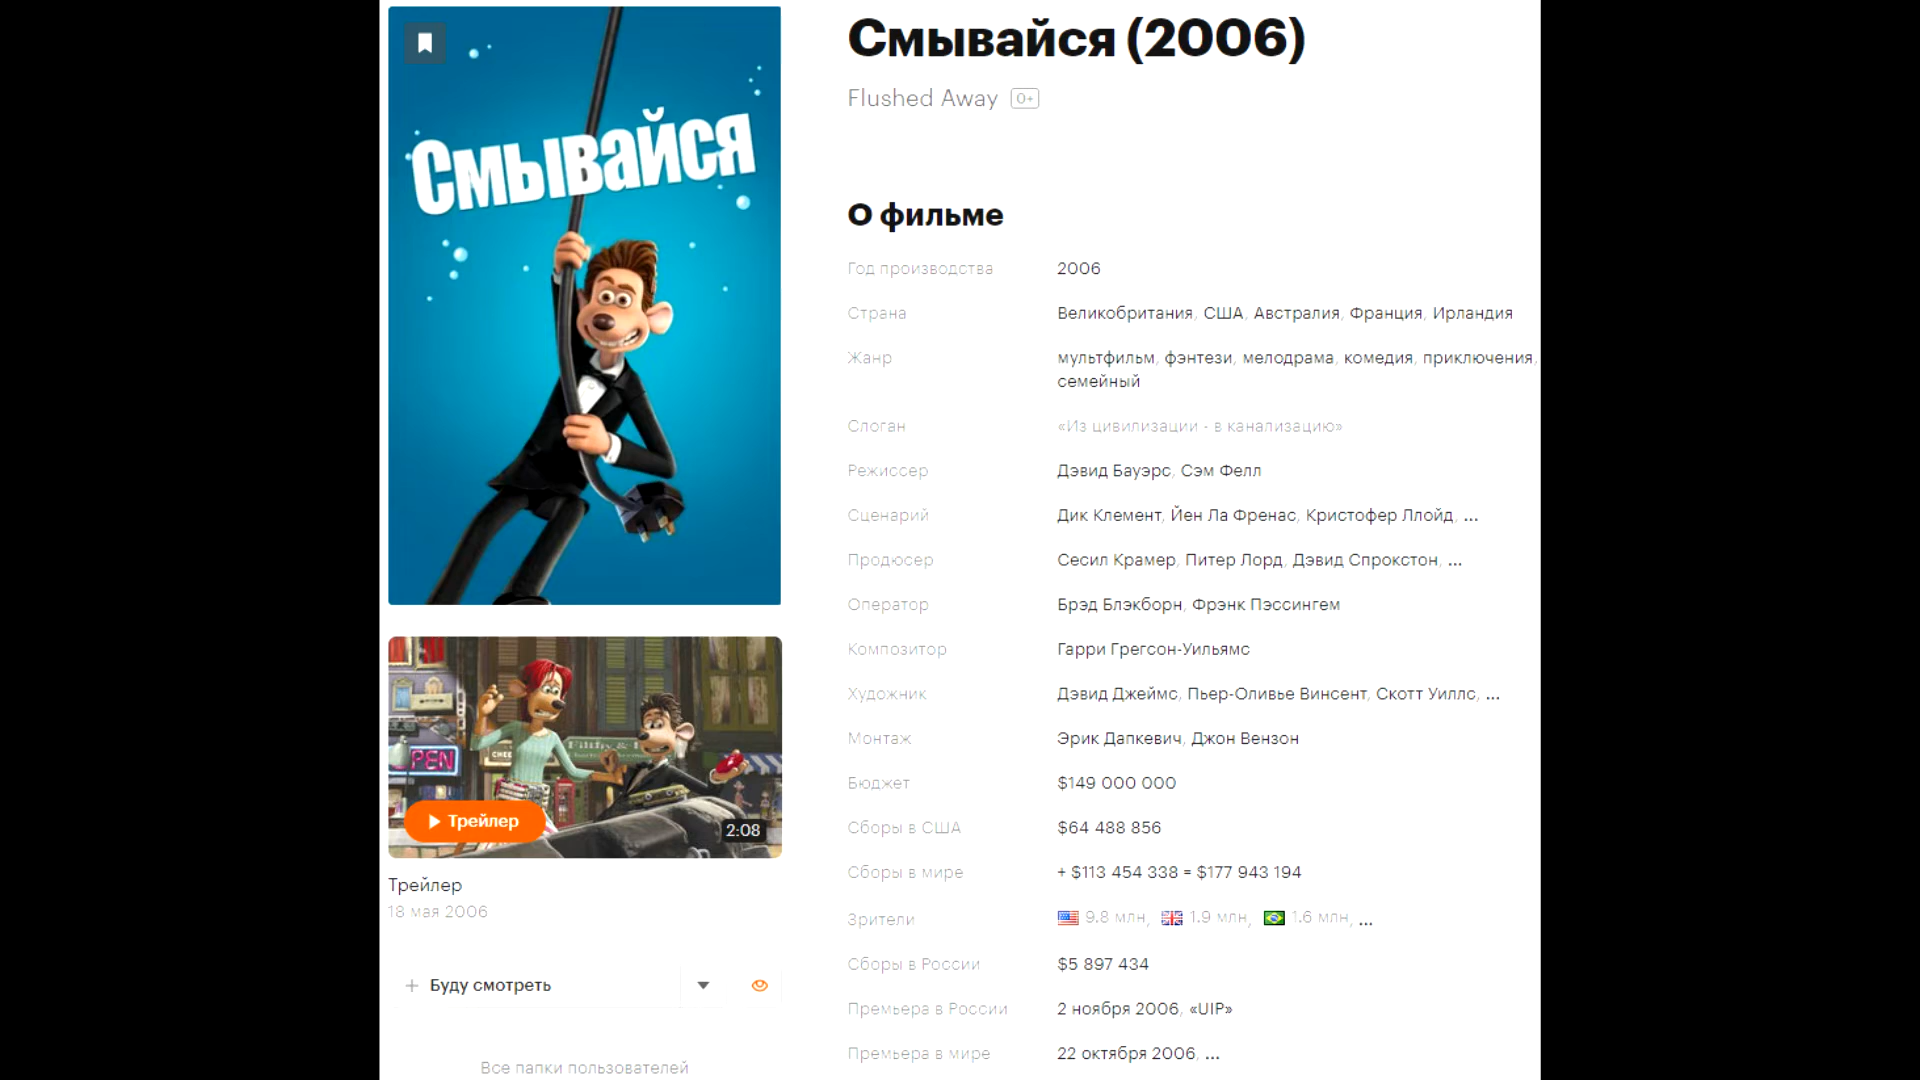 Смывайся (2006)
Flushed Away 0+
Смывайся
О фильме
Год производства 2006
Страна Великобритания, США, Австралия, Франция, Ирландия
Жанр мультфильм, фэнтези, мелодрама, комедия, приключения,
семейный
Слоган «Из цивилизации - в канализацию»
Режиссер Дэвид Бауэрс, Сэм Фелл
Сценарий Дик Клемент, Йен Ла Френас, Кристофер Ллойд, ...
Продюсер Сесил Крамер, Питер Лорд, Дэвид Спрокстон, ...
Оператор Брэд Блэкборн, Фрэнк Пэссингем
Композитор Гарри Грегсон-Уильямс
Художник Дэвид Джеймс, Пьер-Оливье Винсент, Скотт Уиллс, ...
Монтаж Эрик Дапкевич, Джон Вензон
Бюджет $149 000 000
Сборы в США $64 488 856
Сборы в мире + $113 454 338 = $177 943 194
Зрители 9.8 млн, 1.9 млн, 1.6 млн, ...
Сборы в России $5 897 434
Премьера в России 2 ноября 2006, «UIP»
Премьера в мире 22 октября 2006, ...
OPEN
Трейлер
2:08
Трейлер
18 мая 2006
+ Буду смотреть
Все папки пользователей